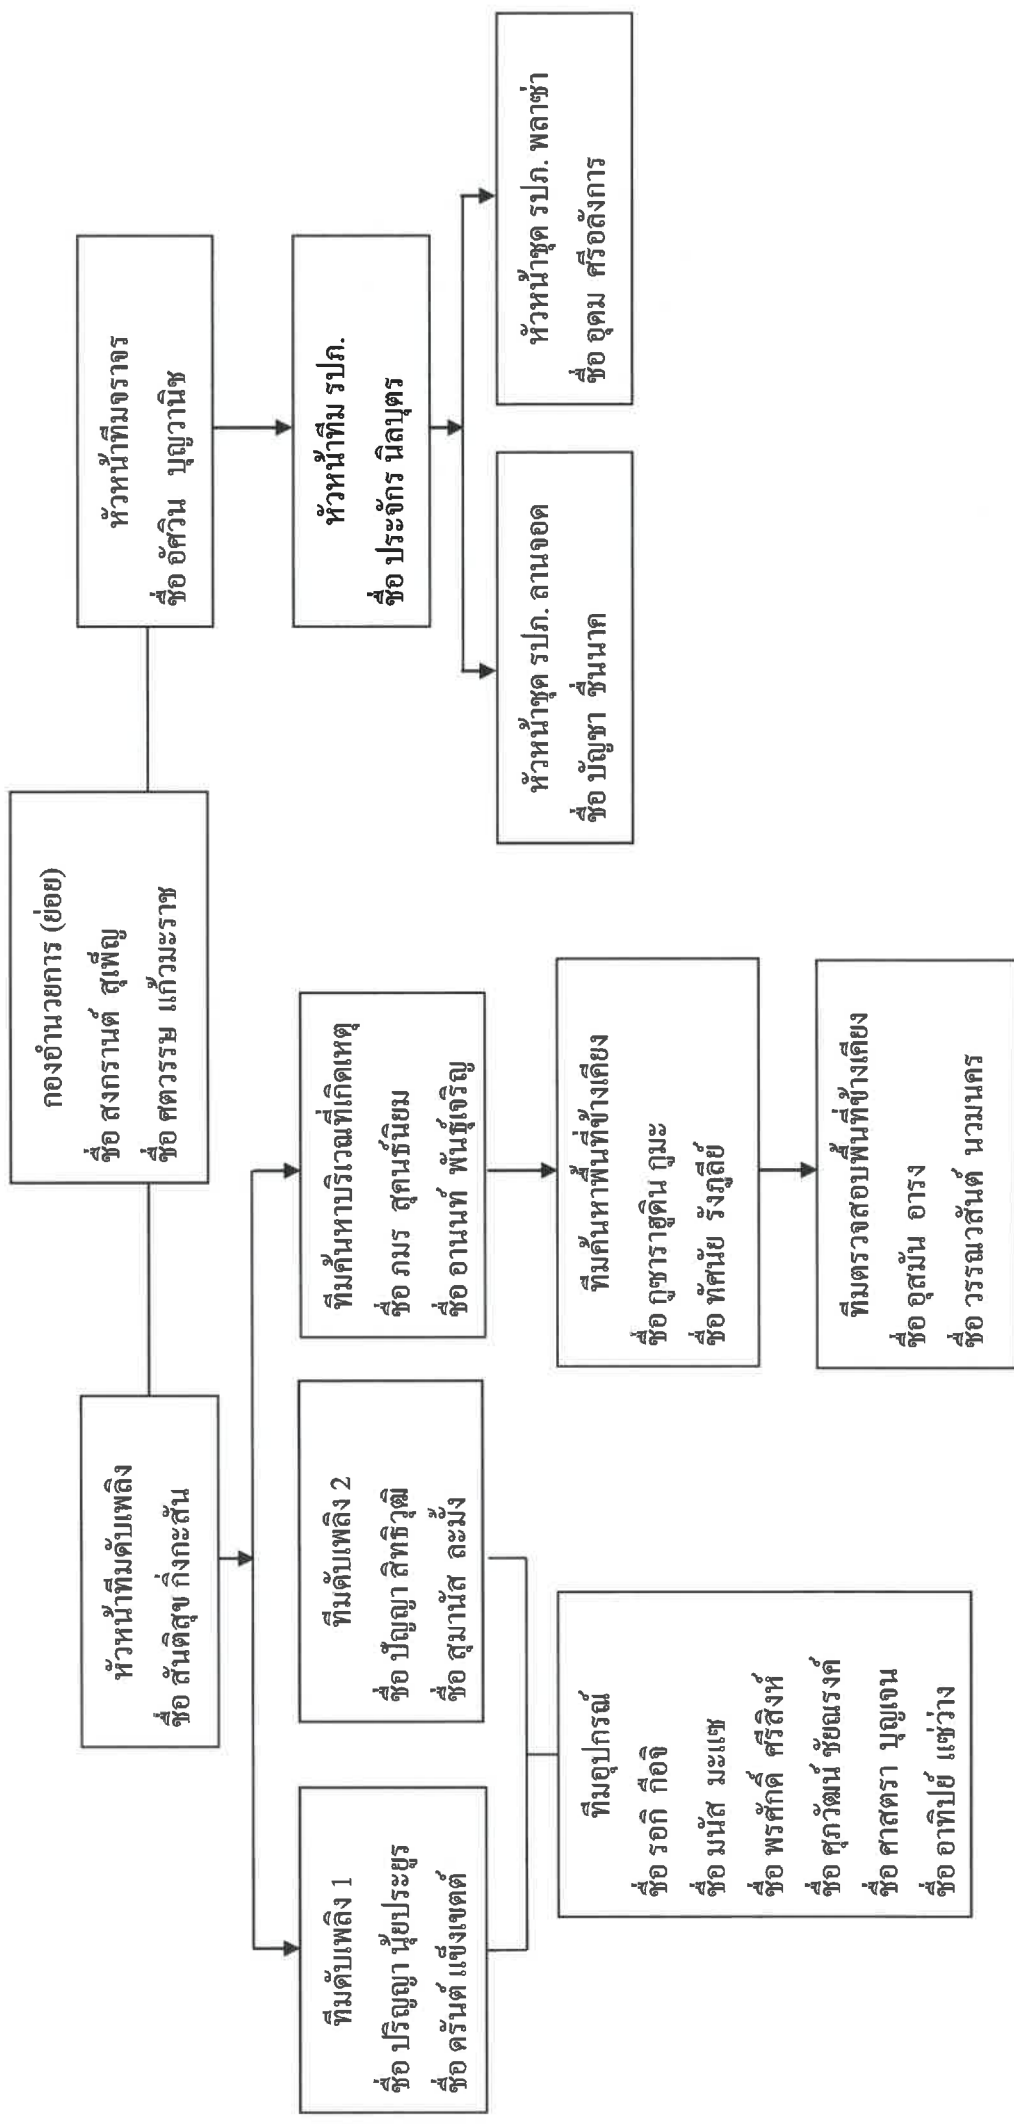 กองอำนวยการ (ย่อย)
ชื่อ สงกรานต์ สุเพ็ญ
ชื่อ ศตวรรษ แก้วมะราช
หัวหน้าทีมดับเพลิง
ชื่อ สันติสุข กิ่งกะสัน
หัวหน้าทีมจราจร
ชื่อ อัศวิน บุญวานิช
ทีมดับเพลิง 1
ชื่อ ปริญญา นุ้ยประยูร
ชื่อ ดรันต์ แข็งเขตต์
ทีมดับเพลิง 2
ชื่อ ปัญญา สิทธิวุฒิ
ชื่อ สุมานัส ละมั่ง
ทีมค้นหาบริเวณที่เกิดเหตุ
ชื่อ ภมร สุคนธ์นิยม
ชื่อ อานนท์ พันธุ์เจริญ
หัวหน้าทีม รปภ.
ชื่อ ประจักร นิลบุตร
หัวหน้าชุด รปภ. ลานจอด
ชื่อ บัญชา ชื่นนาค
หัวหน้าชุด รปภ. พลาซ่า
ชื่อ อุดม ศรีอลังการ
ทีมอุปกรณ์
ชื่อ รอกิ กือจิ
ชื่อ มนัส มะแซ
ชื่อ พรศักดิ์ ศรีสิงห์
ชื่อ ศุภวัฒน์ ชัยณรงค์
ชื่อ ศาสตรา บุญเจน
ชื่อ อาทิปย์ แซ่ว่าง
ทีมค้นหาพื้นที่ข้างเคียง
ชื่อ กูซาราฮูดิน กูมะ
ชื่อ ทัศนัย รังภูลีย์
ทีมตรวจสอบพื้นที่ข้างเคียง
ชื่อ อุสมัน อารง
ชื่อ วรรณวสันต์ นวมนคร